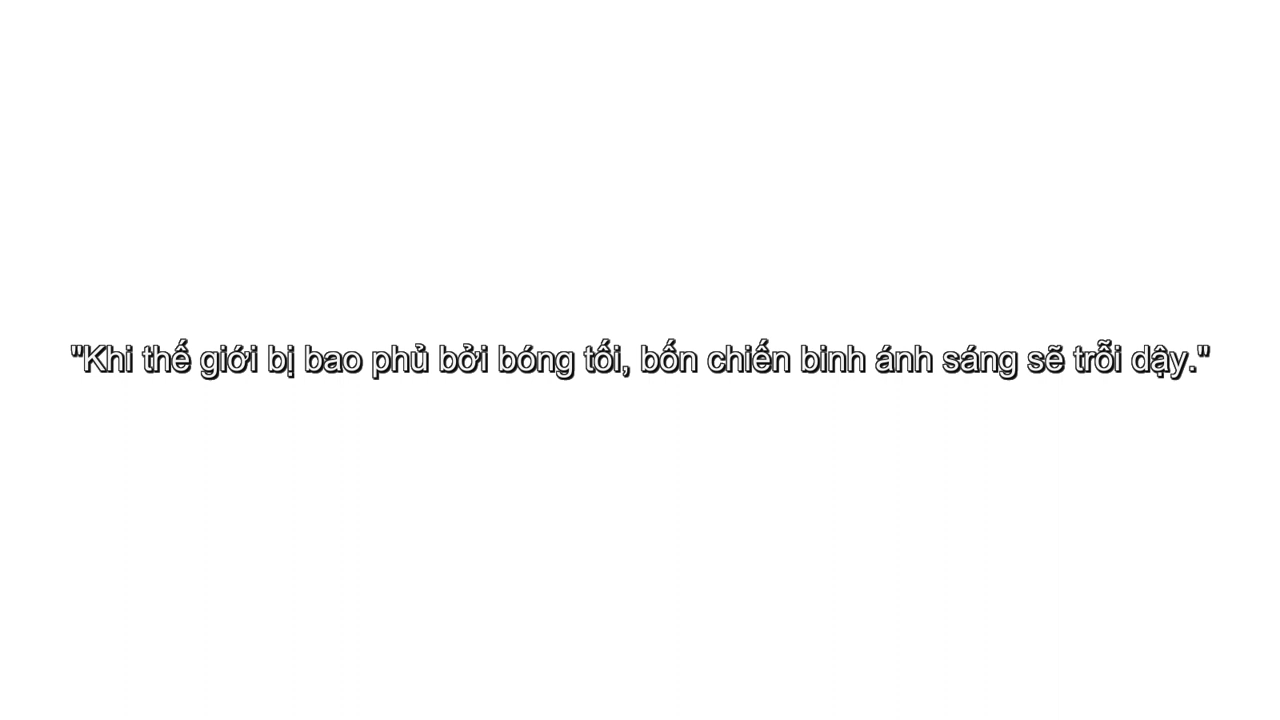 "Khi thế giới bị bao phủ bởi bóng tối, bốn chiến binh ánh sáng sẽ trỗi dậy."